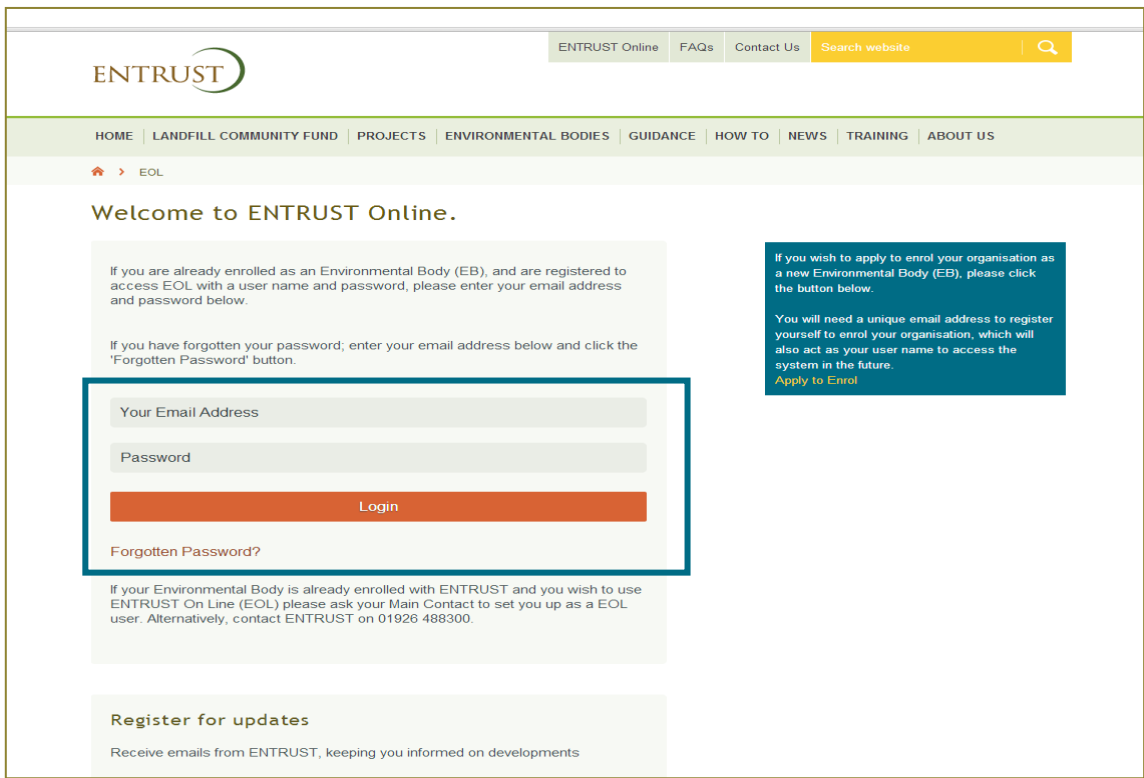 ENTRUST
ENTRUST Online FAQs Contact Us Search website
HOME LANDFILL COMMUNITY FUND PROJECTS ENVIRONMENTAL BODIES GUIDANCE HOW TO NEWS TRAINING ABOUT US
EOL
Welcome to ENTRUST Online.
If you are already enrolled as an Environmental Body (EB), and are registered to
access EOL with a user name and password, please enter your email address
and password below.
If you have forgotten your password; enter your email address below and click the
'Forgotten Password' button.
Your Email Address
Password
Login
Forgotten Password?
If your Environmental Body is already enrolled with ENTRUST and you wish to use
ENTRUST On Line (EOL) please ask your Main Contact to set you up as a EOL
user. Alternatively, contact ENTRUST on 01926 488300.
If you wish to apply to enrol your organisation as
a new Environmental Body (EB), please click
the button below.
You will need a unique email address to register
yourself to enrol your organisation, which will
also act as your user name to access the
system in the future.
Apply to Enrol
Register for updates
Receive emails from ENTRUST, keeping you informed on developments